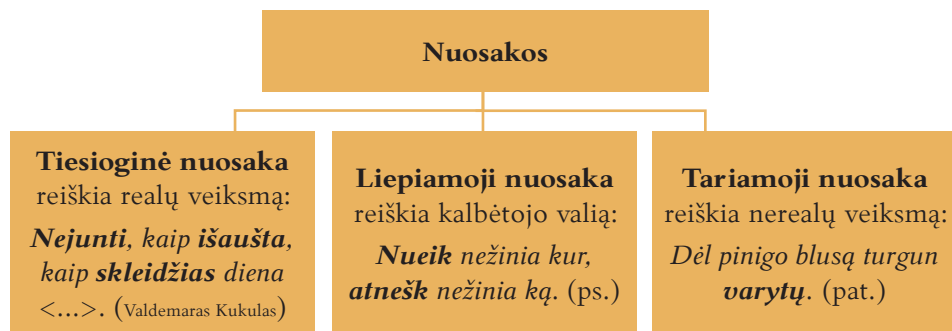 Nuosakos
Tiesioginė nuosaka
reiškia realų veiksmą:
Nejunti, kaip išaušta,
kaip skleidžias diena
<...>. (Valdemaras Kukulas)
Liepiamoji nuosaka
reiškia kalbėtojo valią:
Nueik nežinia kur,
atnešk nežinia ką. (ps.)
Tariamoji nuosaka
reiškia nerealų veiksmą:
Dėl pinigo blusą turgun
varytų. (pat.)